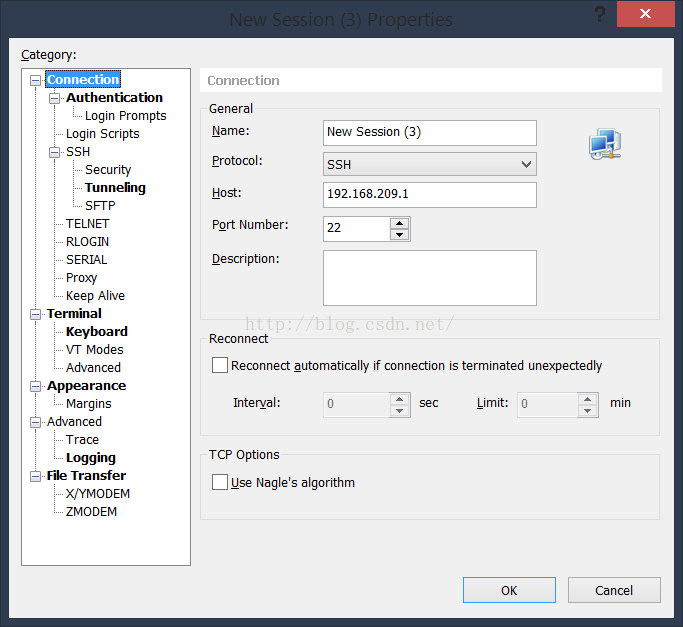 New Session (3) Properties
?
Category:
Connection
Authentication
Login Prompts
Login Scripts
SSH
Security
Tunneling
SFTP
TELNET
RLOGIN
SERIAL
Proxy
Keep Alive
Terminal
Keyboard
VT Modes
Advanced
Appearance
Margins
Advanced
Trace
Logging
File Transfer
X/YMODEM
ZMODEM
Connection
General
Name: New Session (3)
Protocol: SSH
Host: 192.168.209.1
Port Number: 22
Description:
http://blog.csdn.net/
Reconnect
Reconnect automatically if connection is terminated unexpectedly
Interval: 0 sec Limit: 0 min
TCP Options
Use Nagle's algorithm
OK Cancel